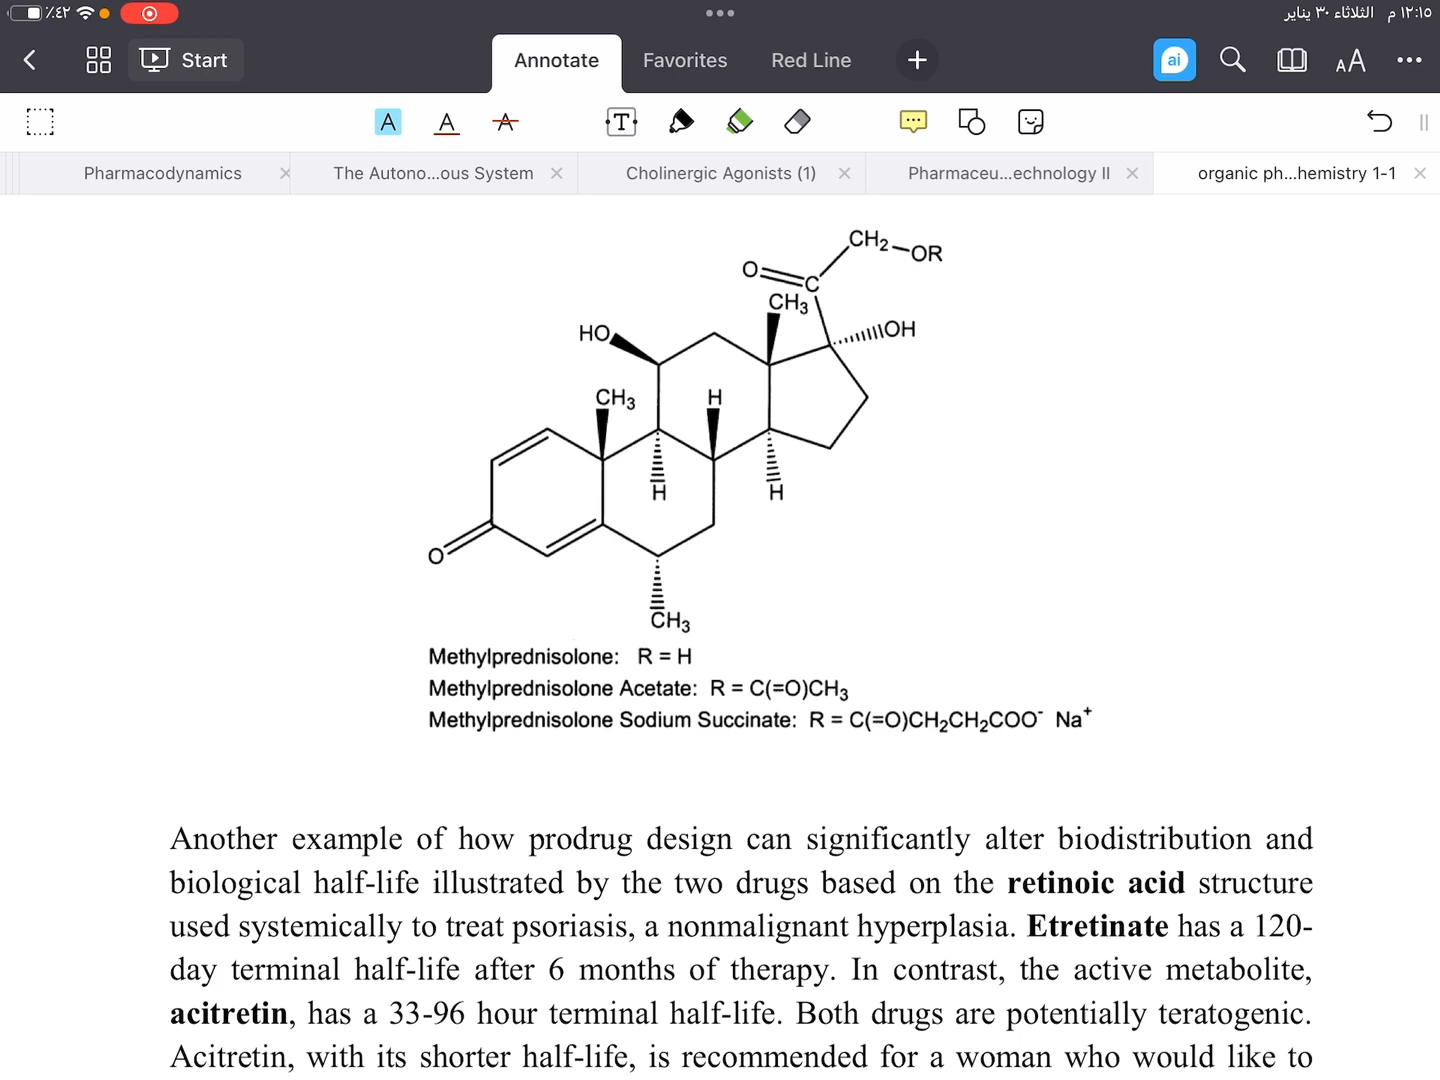 ٪٤٢ ١٢:١٥ م الثلاثاء ٣٠ يناير
Start Annotate Favorites Red Line ai AA
A A A T
Pharmacodynamics The Autono...ous System Cholinergic Agonists (1) Pharmaceu...echnology II organic ph...hemistry 1-1
CH2 OR
O C
CH3
HO OH
CH3 H
H H
O
CH3
Methylprednisolone: R = H
Methylprednisolone Acetate: R = C(=O)CH3
Methylprednisolone Sodium Succinate: R = C(=O)CH2CH2COO- Na+
Another example of how prodrug design can significantly alter biodistribution and
biological half-life illustrated by the two drugs based on the retinoic acid structure
used systemically to treat psoriasis, a nonmalignant hyperplasia. Etretinate has a 120-
day terminal half-life after 6 months of therapy. In contrast, the active metabolite,
acitretin, has a 33-96 hour terminal half-life. Both drugs are potentially teratogenic.
Acitretin, with its shorter half-life, is recommended for a woman who would like to